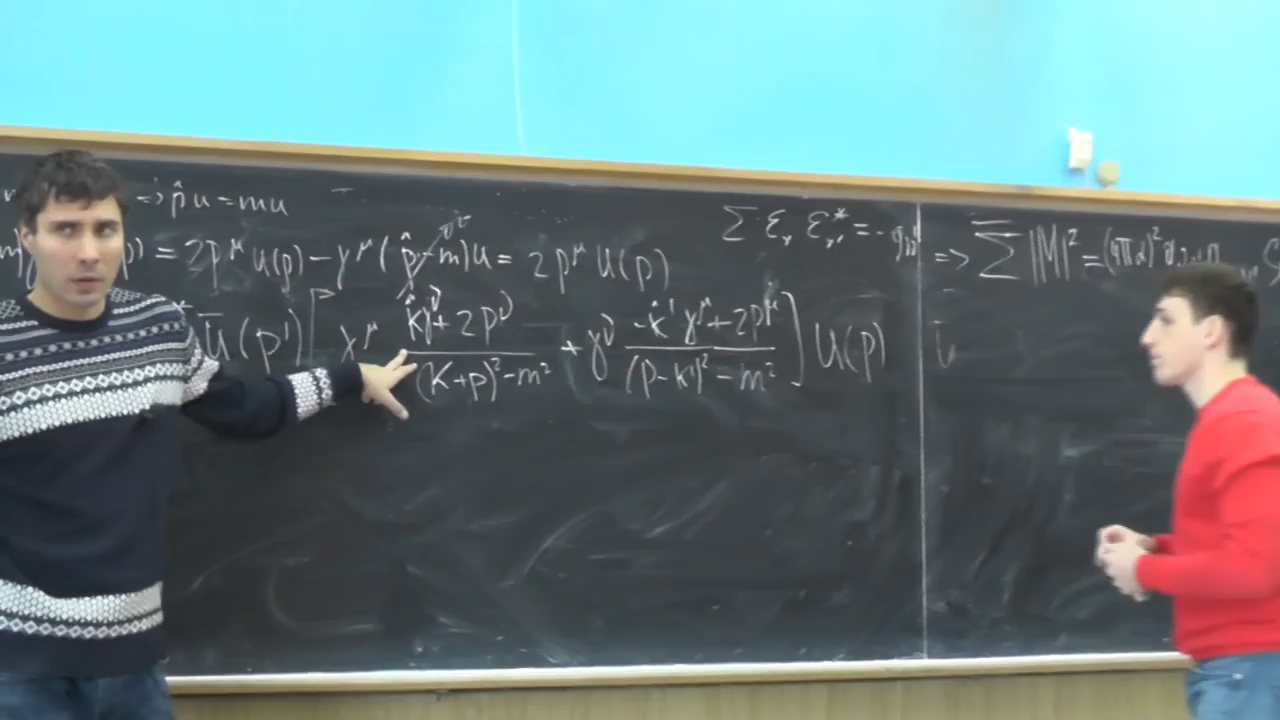 => p̂u = mu
= 2p^μ u(p) − γ^μ(p̂ − m)u = 2p^μ u(p)
ū(p') [ γ^μ (k̂γ^ν + 2p^ν)/((k+p)² − m²) + γ^ν (−k̂'γ^μ + 2p^μ)/((p−k')² − m²) ] u(p)
Σ ε_ν ε*_ν' = −g_νν' => Σ |M|² = (4πα)²